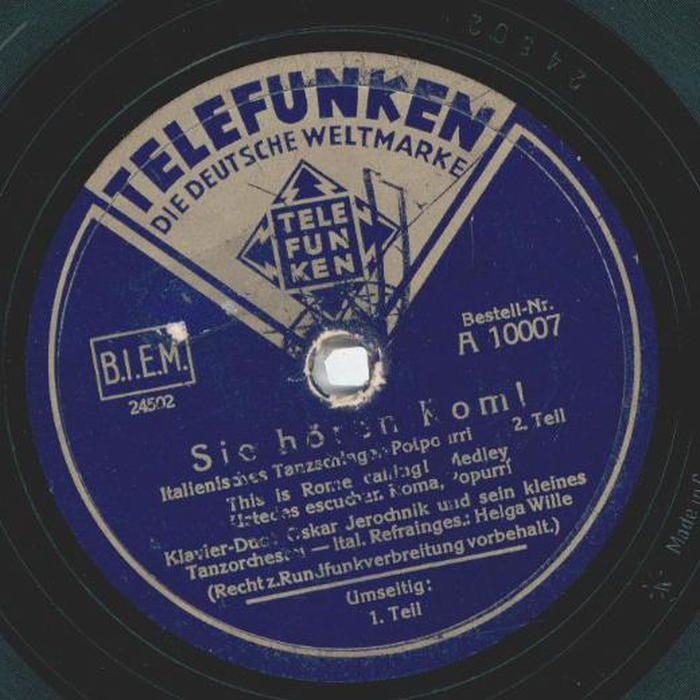 24502
TELEFUNKEN
DIE DEUTSCHE WELTMARKE
TELE
FUN
KEN
Bestell-Nr.
A 10007
B.I.E.M.
24502
Sie hören Rom!
Italienisches Tanzschlager-Potpourri 2. Teil
This is Rome calling! Medley
Ustedes escuchan Roma, Popurri
Klavier-Duo: Oskar Jerochnik und sein kleines
Tanzorchester — Ital. Refrainges.: Helga Wille
(Recht z. Rundfunkverbreitung vorbehalt.)
Umseitig:
1. Teil
Made in